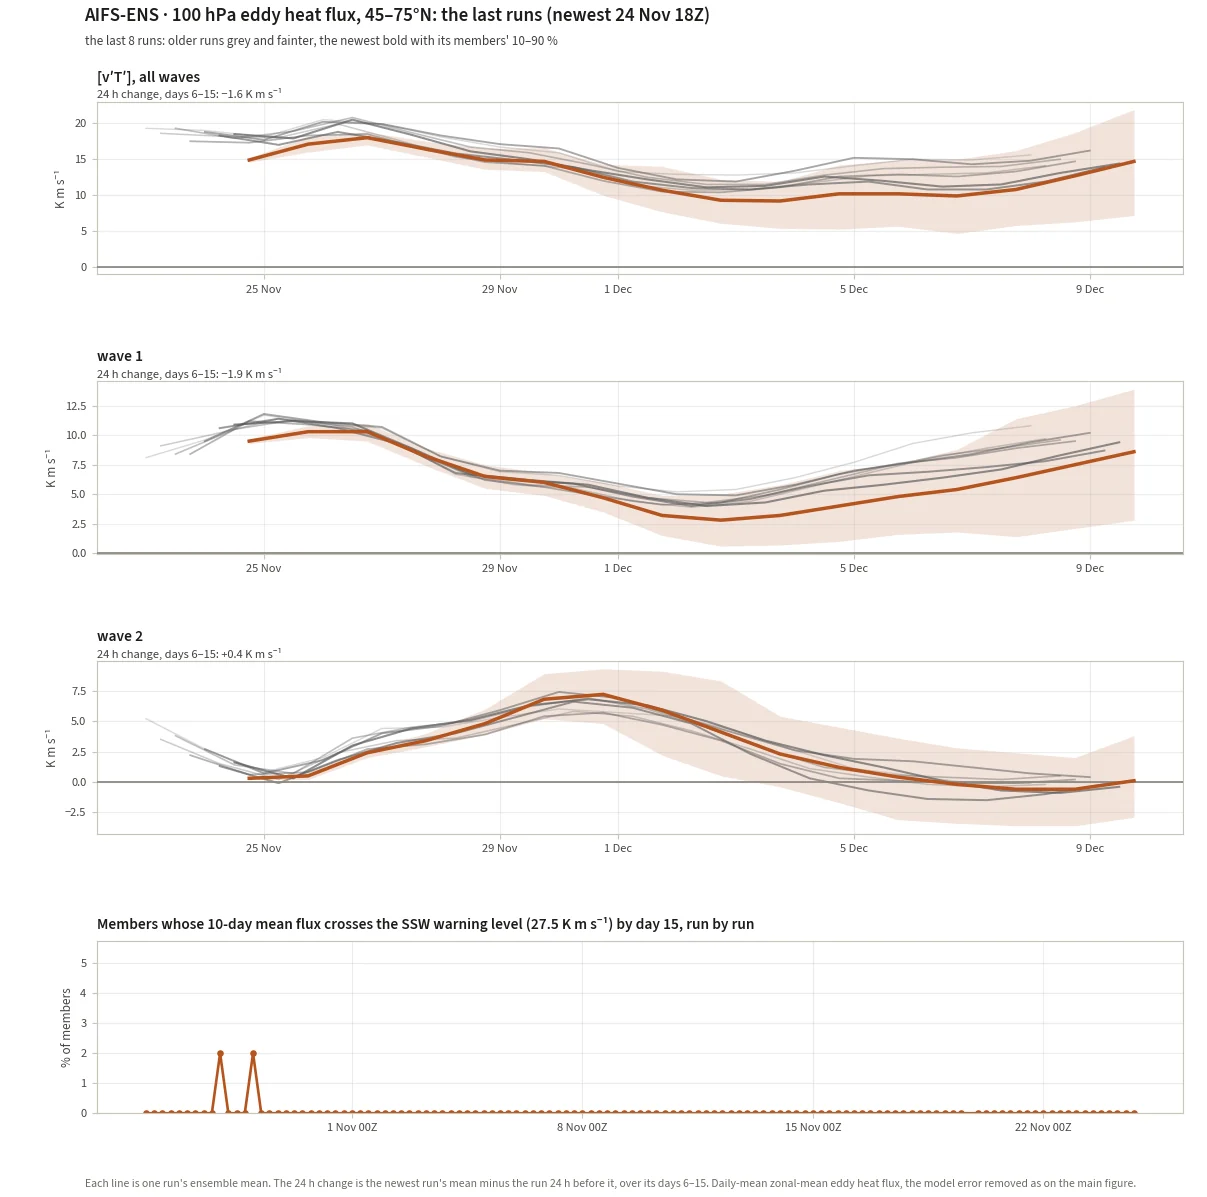 AIFS-ENS · 100 hPa eddy heat flux, 45–75°N: the last runs (newest 24 Nov 18Z)
the last 8 runs: older runs grey and fainter, the newest bold with its members' 10–90 %
[v′T′], all waves
24 h change, days 6–15: −1.6 K m s⁻¹
20
15
10
5
0
K m s⁻¹
25 Nov
29 Nov
1 Dec
5 Dec
9 Dec
wave 1
24 h change, days 6–15: −1.9 K m s⁻¹
12.5
10.0
7.5
5.0
2.5
0.0
K m s⁻¹
25 Nov
29 Nov
1 Dec
5 Dec
9 Dec
wave 2
24 h change, days 6–15: +0.4 K m s⁻¹
7.5
5.0
2.5
0.0
−2.5
K m s⁻¹
25 Nov
29 Nov
1 Dec
5 Dec
9 Dec
Members whose 10-day mean flux crosses the SSW warning level (27.5 K m s⁻¹) by day 15, run by run
5
4
3
2
1
0
% of members
1 Nov 00Z
8 Nov 00Z
15 Nov 00Z
22 Nov 00Z
Each line is one run's ensemble mean. The 24 h change is the newest run's mean minus the run 24 h before it, over its days 6–15. Daily-mean zonal-mean eddy heat flux, the model error removed as on the main figure.